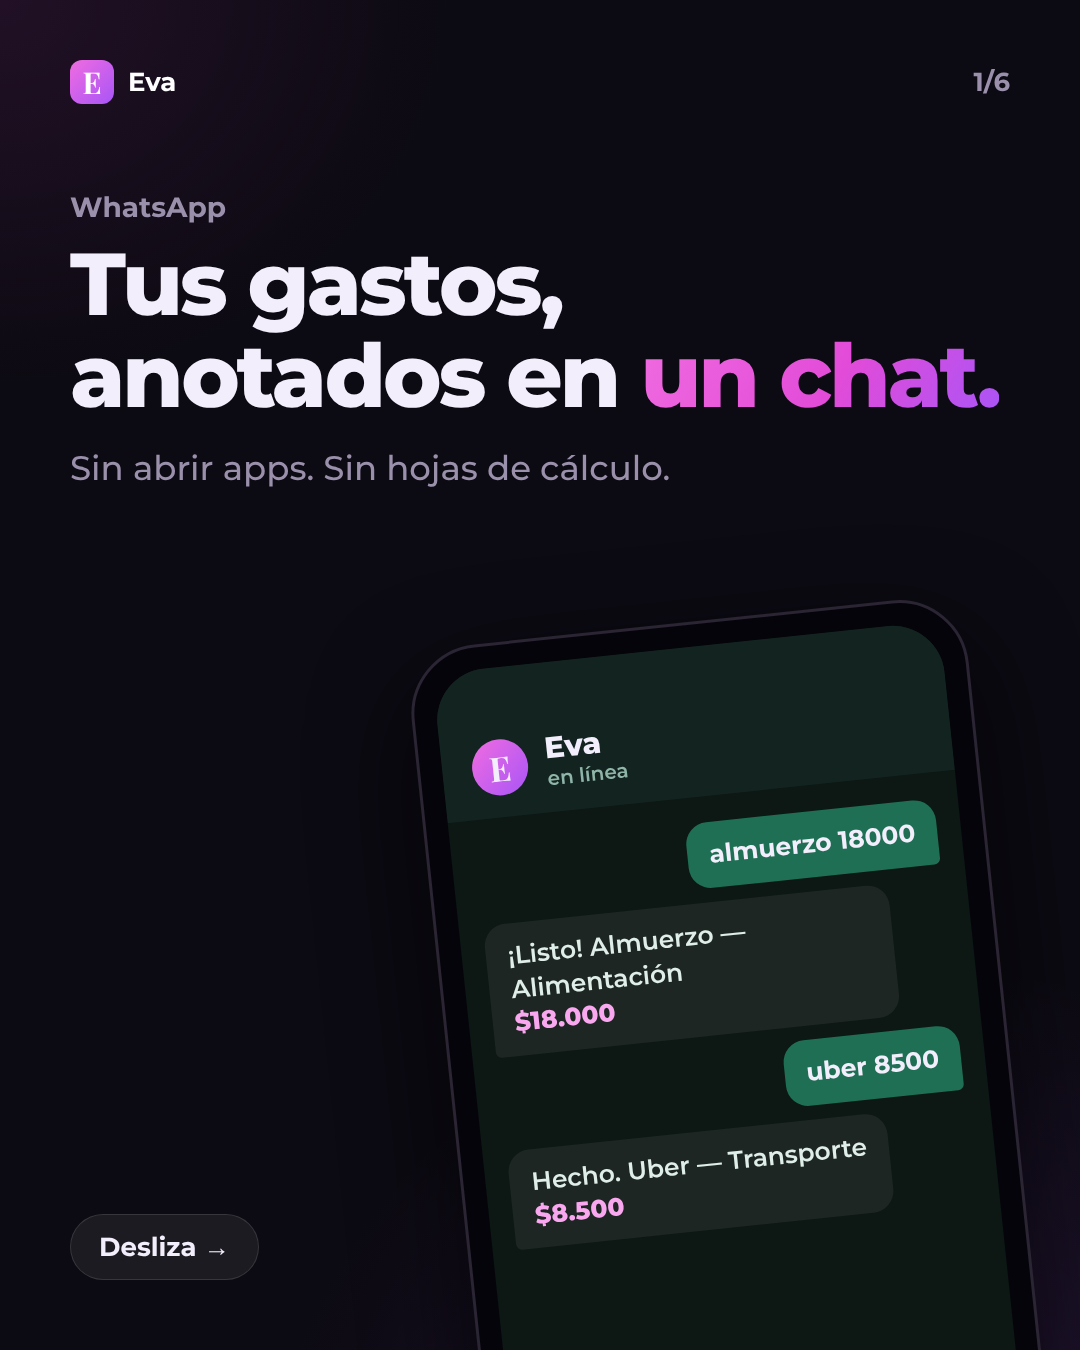 E Eva
1/6
WhatsApp
Tus gastos,
anotados en un chat.
Sin abrir apps. Sin hojas de cálculo.
E
Eva
en línea
almuerzo 18000
¡Listo! Almuerzo —
Alimentación
$18.000
uber 8500
Hecho. Uber — Transporte
$8.500
Desliza →